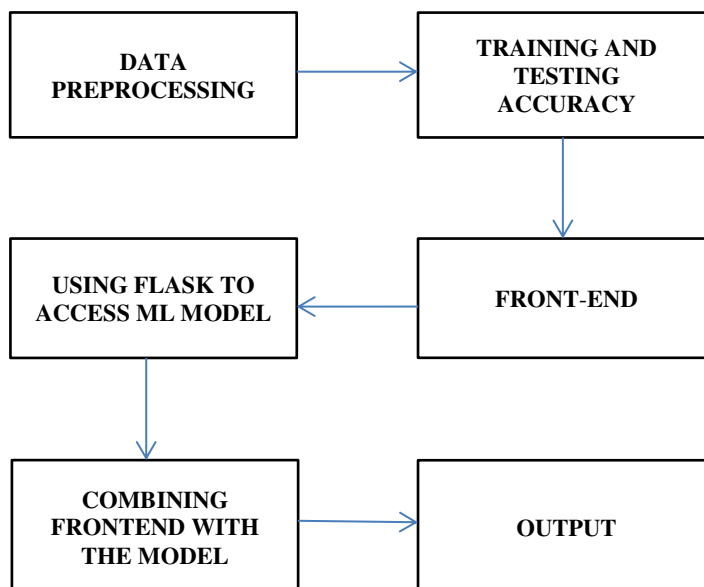 DATA
PREPROCESSING
TRAINING AND
TESTING
ACCURACY
USING FLASK TO
ACCESS ML MODEL
FRONT-END
COMBINING
FRONTEND WITH
THE MODEL
OUTPUT